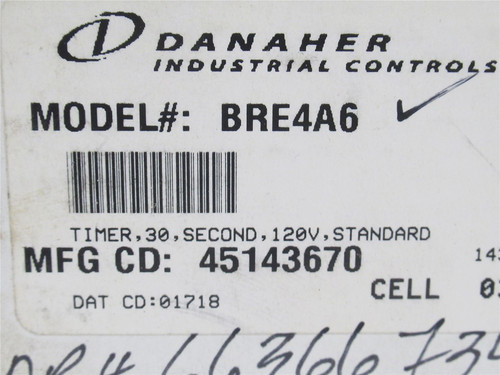 DANAHER
INDUSTRIAL CONTROLS
MODEL#: BRE4A6
TIMER,30,SECOND,120V,STANDARD
MFG CD: 45143670
DAT CD:01718
CELL